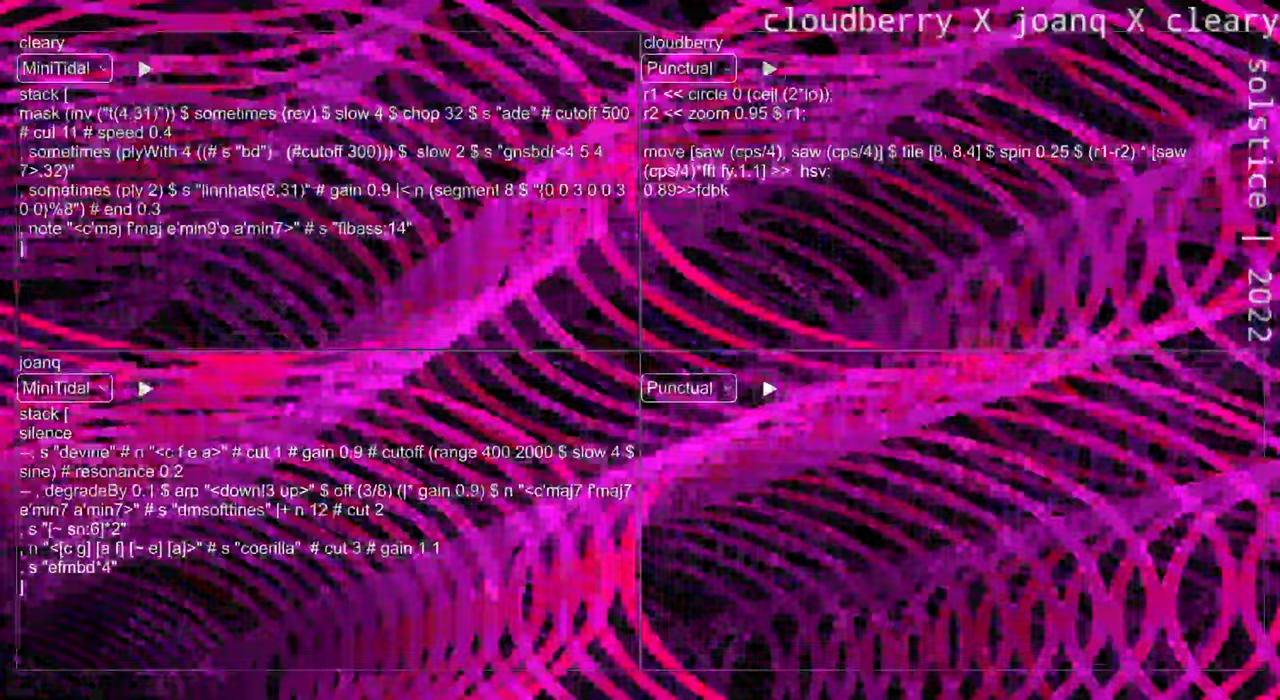 cloudberry X joanq X cleary
solstice | 2022
cleary
MiniTidal
stack [
mask (inv ("t(4,31)")) $ sometimes (rev) $ slow 4 $ chop 32 $ s "ade" # cutoff 500
# cut 11 # speed 0.4
, sometimes (plyWith 4 ((# s "bd") (#cutoff 300))) $ slow 2 $ s "gnsbd(<4 5 4
7>,32)"
, sometimes (ply 2) $ s "linnhats(8,31)" # gain 0.9 |< n (segment 8 $ "{0 0 3 0 0 3
0 0}%8") # end 0.3
, note "<c'maj f'maj e'min9'o a'min7>" # s "flbass:14"
]
cloudberry
Punctual
r1 << circle 0 (ceil (2*lo));
r2 << zoom 0.95 $ r1;
move [saw (cps/4), saw (cps/4)] $ tile [8, 8.4] $ spin 0.25 $ (r1-r2) * [saw
(cps/4)*fft fy,1,1] >> hsv;
0.89>>fdbk
joanq
MiniTidal
stack [
silence
--, s "devine" # n "<c f e a>" # cut 1 # gain 0.9 # cutoff (range 400 2000 $ slow 4 $
sine) # resonance 0.2
-- , degradeBy 0.1 $ arp "<down!3 up>" $ off (3/8) (|* gain 0.9) $ n "<c'maj7 f'maj7
e'min7 a'min7>" # s "dmsofttines" |+ n 12 # cut 2
, s "[~ sn:6]*2"
, n "<[c g] [a f] [~ e] [a]>" # s "coerilla" # cut 3 # gain 1.1
, s "efmbd*4"
]
Punctual